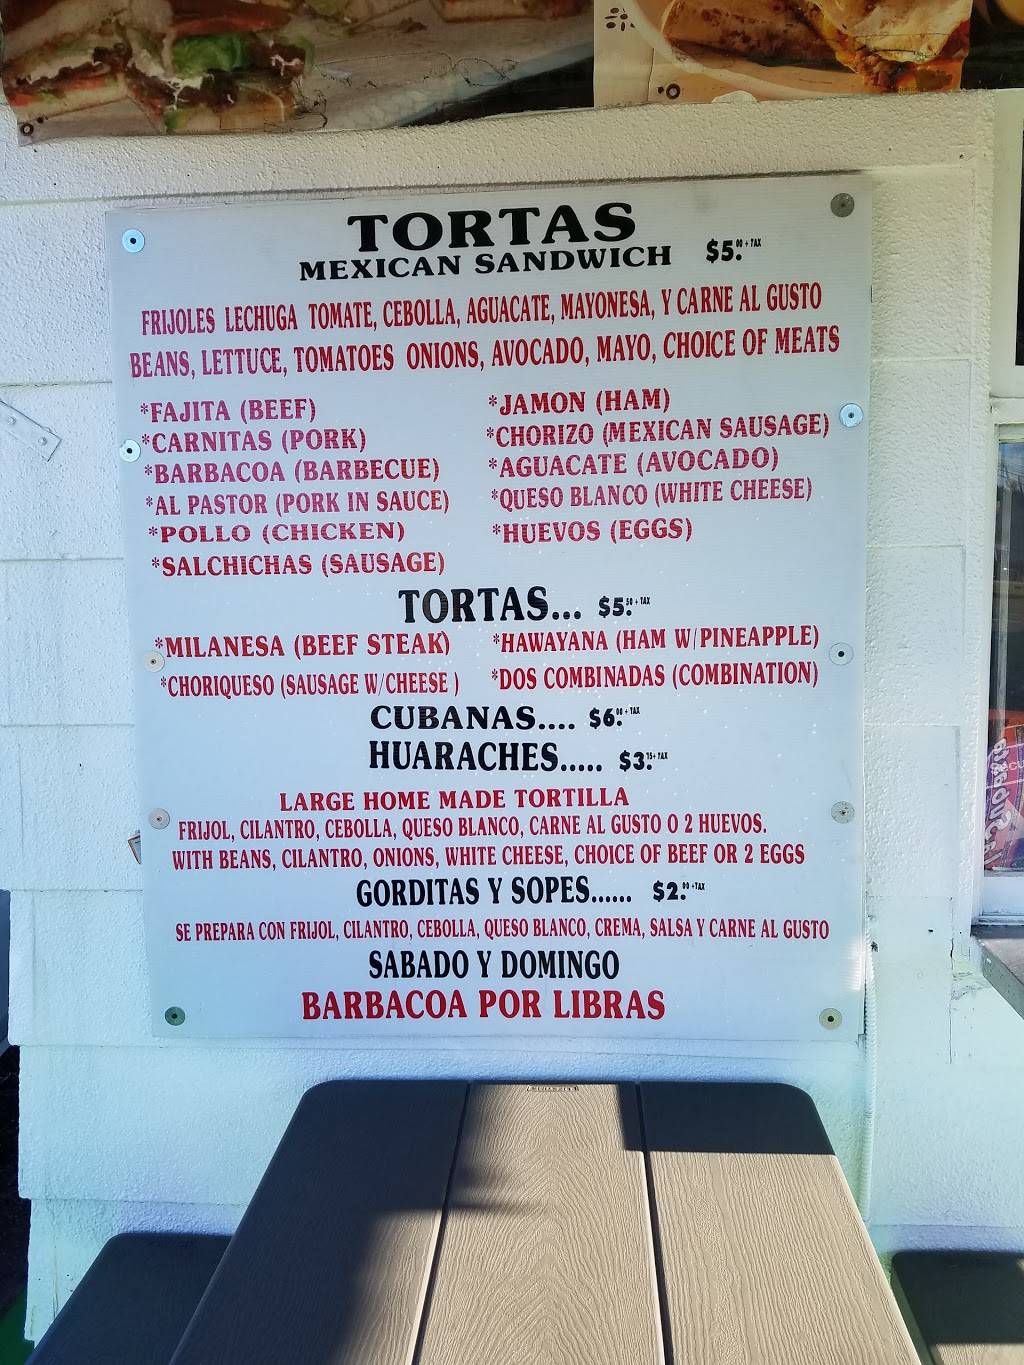 TORTAS
MEXICAN SANDWICH $5.00 + TAX
FRIJOLES LECHUGA TOMATE, CEBOLLA, AGUACATE, MAYONESA, Y CARNE AL GUSTO
BEANS, LETTUCE, TOMATOES ONIONS, AVOCADO, MAYO, CHOICE OF MEATS
*FAJITA (BEEF)
*CARNITAS (PORK)
*BARBACOA (BARBECUE)
*AL PASTOR (PORK IN SAUCE)
*POLLO (CHICKEN)
*SALCHICHAS (SAUSAGE)
*JAMON (HAM)
*CHORIZO (MEXICAN SAUSAGE)
*AGUACATE (AVOCADO)
*QUESO BLANCO (WHITE CHEESE)
*HUEVOS (EGGS)
TORTAS... $5.50 + TAX
*MILANESA (BEEF STEAK)
*CHORIQUESO (SAUSAGE W/CHEESE )
*HAWAYANA (HAM W/PINEAPPLE)
*DOS COMBINADAS (COMBINATION)
CUBANAS.... $6.00 + TAX
HUARACHES..... $3.75+ TAX
LARGE HOME MADE TORTILLA
FRIJOL, CILANTRO, CEBOLLA, QUESO BLANCO, CARNE AL GUSTO O 2 HUEVOS.
WITH BEANS, CILANTRO, ONIONS, WHITE CHEESE, CHOICE OF BEEF OR 2 EGGS
GORDITAS Y SOPES...... $2.00 +TAX
SE PREPARA CON FRIJOL, CILANTRO, CEBOLLA, QUESO BLANCO, CREMA, SALSA Y CARNE AL GUSTO
SABADO Y DOMINGO
BARBACOA POR LIBRAS